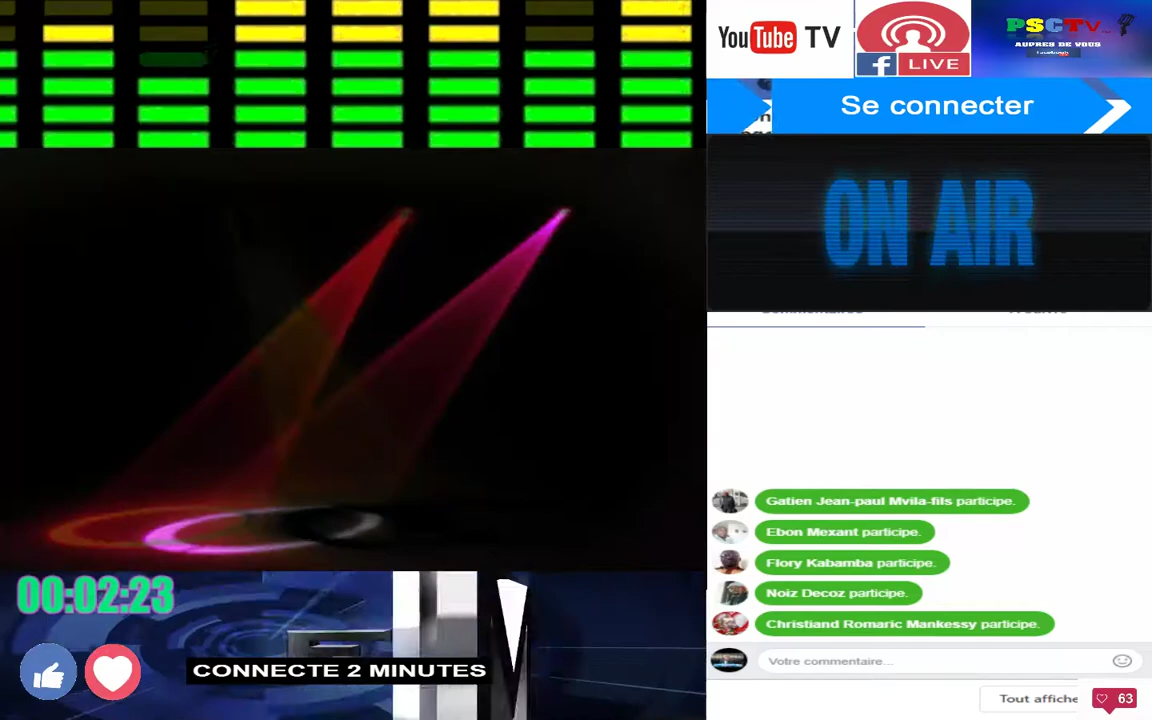 YouTube TV
f LIVE
PSCTV
AUPRES DE VOUS
Se connecter
ON AIR
Gatien Jean-paul Mvila-fils participe.
Ebon Mexant participe.
Flory Kabamba participe.
Noiz Decoz participe.
Christiand Romaric Mankessy participe.
Votre commentaire...
Tout affiche
63
00:02:23
CONNECTE 2 MINUTES